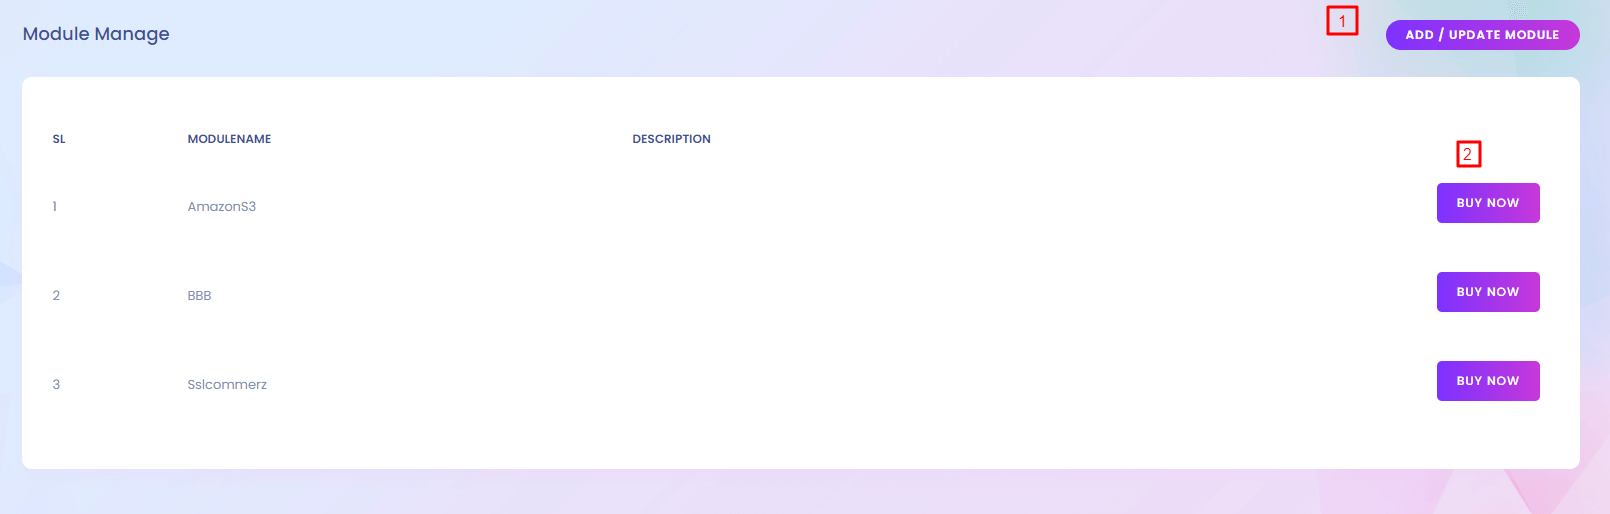 Module Manage
1
ADD / UPDATE MODULE
SL MODULENAME DESCRIPTION
2
1 AmazonS3 BUY NOW
2 BBB BUY NOW
3 Sslcommerz BUY NOW